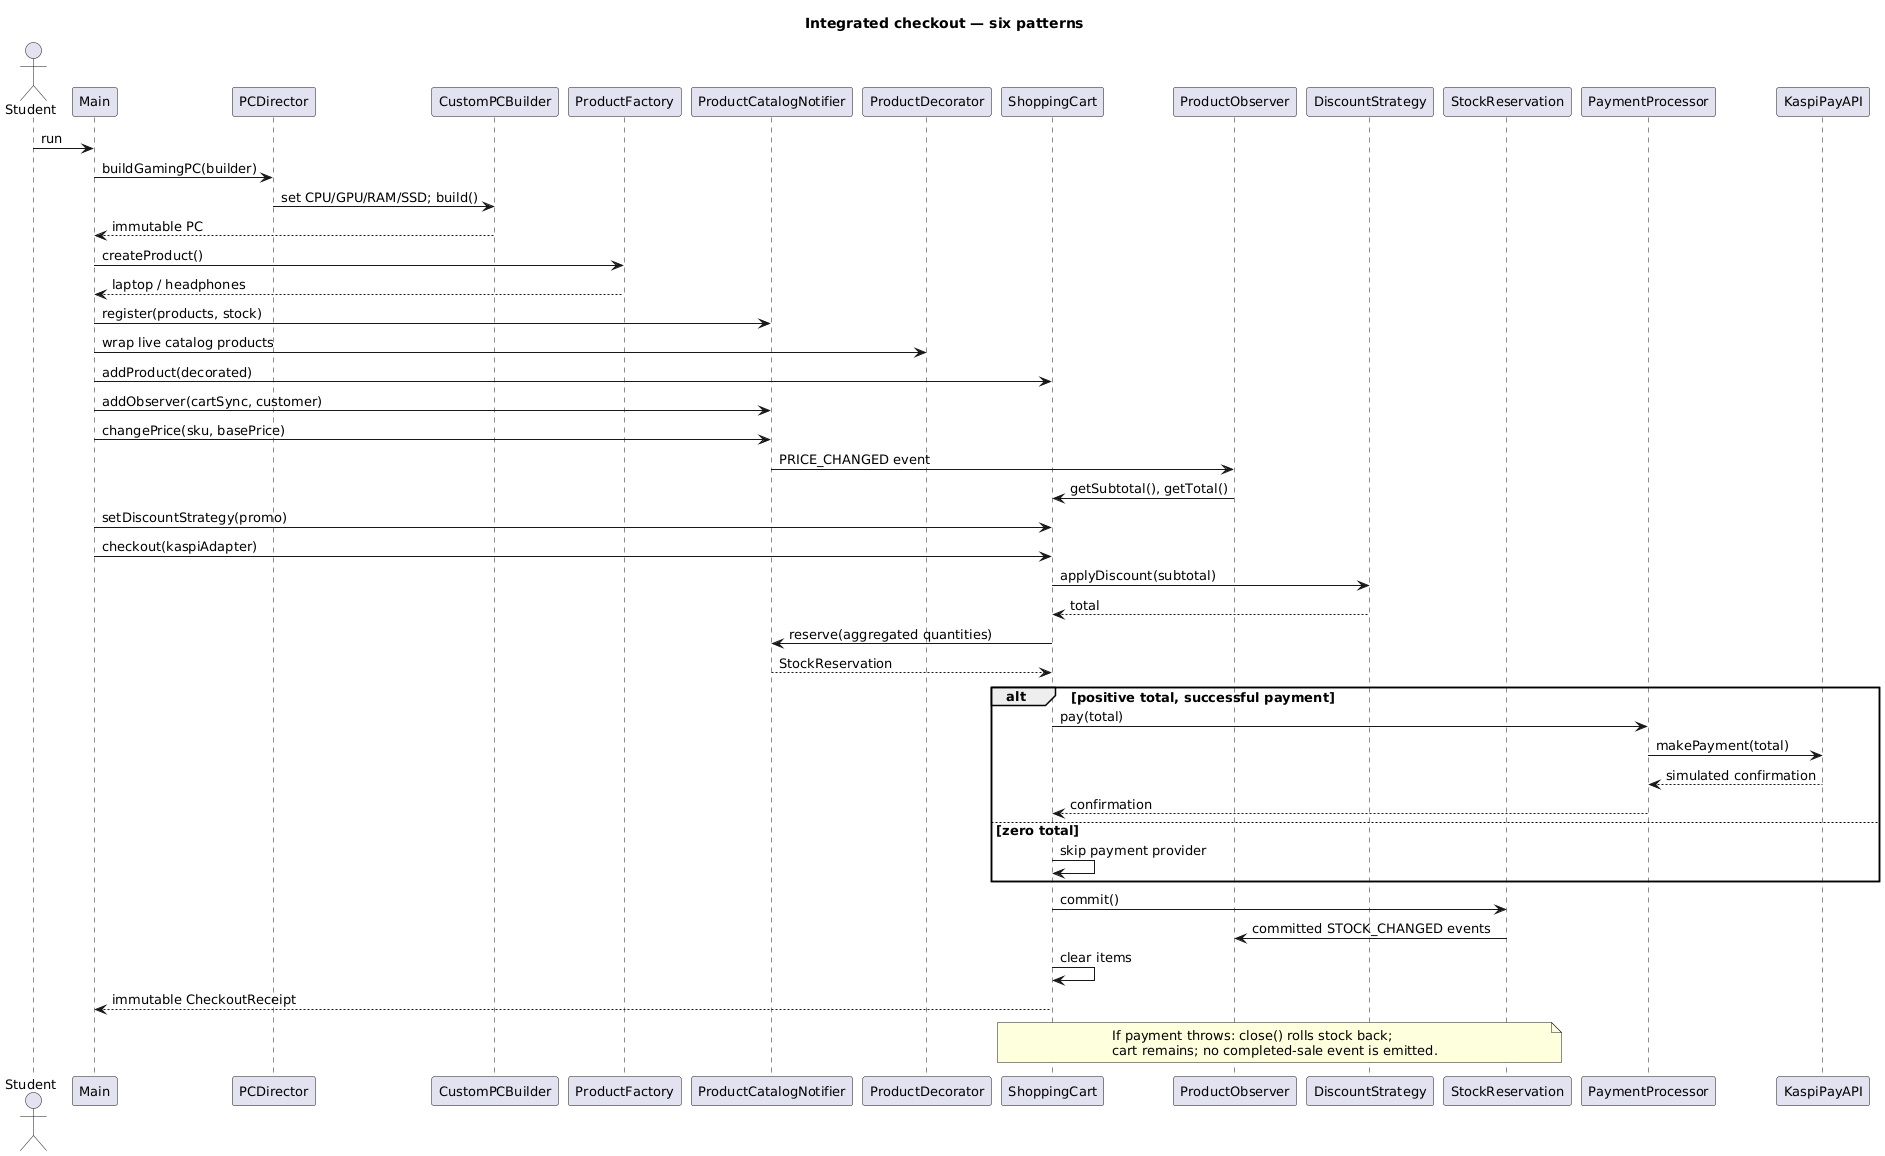 Integrated checkout — six patterns
Student
Main
PCDirector
CustomPCBuilder
ProductFactory
ProductCatalogNotifier
ProductDecorator
ShoppingCart
ProductObserver
DiscountStrategy
StockReservation
PaymentProcessor
KaspiPayAPI
run
buildGamingPC(builder)
set CPU/GPU/RAM/SSD; build()
immutable PC
createProduct()
laptop / headphones
register(products, stock)
wrap live catalog products
addProduct(decorated)
addObserver(cartSync, customer)
changePrice(sku, basePrice)
PRICE_CHANGED event
getSubtotal(), getTotal()
setDiscountStrategy(promo)
checkout(kaspiAdapter)
applyDiscount(subtotal)
total
reserve(aggregated quantities)
StockReservation
alt
[positive total, successful payment]
pay(total)
makePayment(total)
simulated confirmation
confirmation
[zero total]
skip payment provider
commit()
committed STOCK_CHANGED events
clear items
immutable CheckoutReceipt
If payment throws: close() rolls stock back;
cart remains; no completed-sale event is emitted.
Student
Main
PCDirector
CustomPCBuilder
ProductFactory
ProductCatalogNotifier
ProductDecorator
ShoppingCart
ProductObserver
DiscountStrategy
StockReservation
PaymentProcessor
KaspiPayAPI